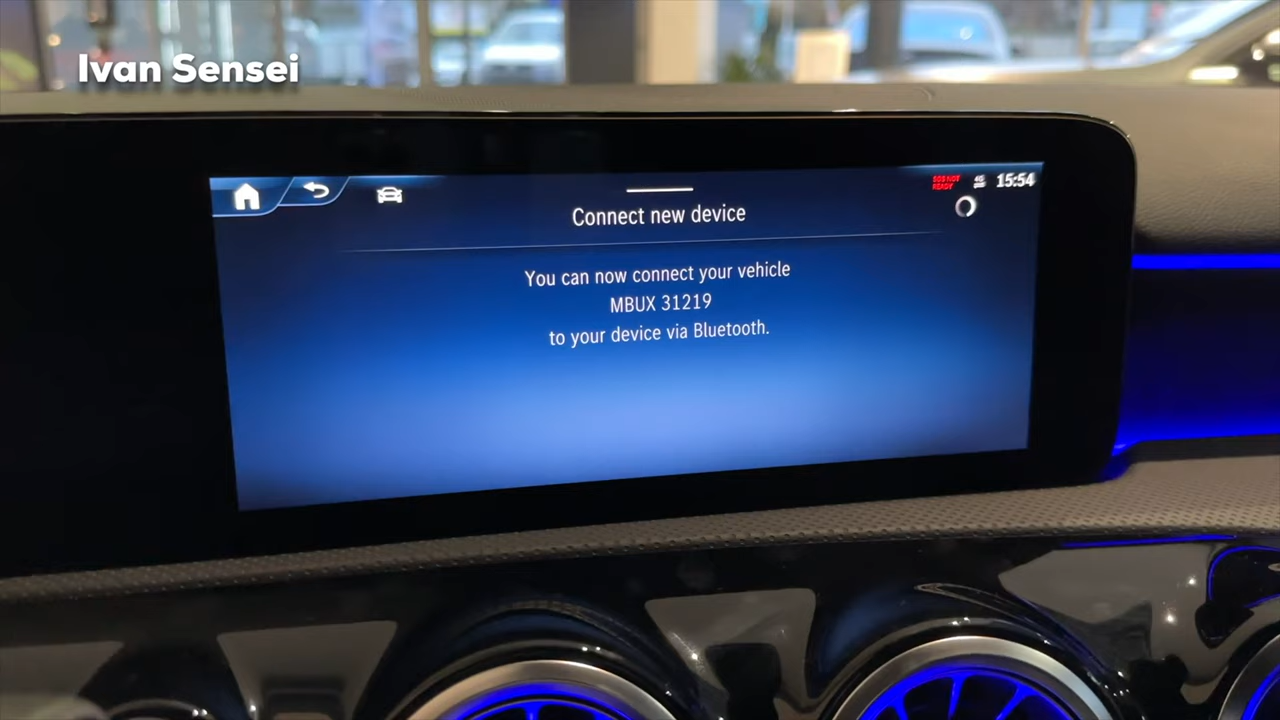 Ivan Sensei
SOS NOT
READY
4G
15:54
Connect new device
You can now connect your vehicle
MBUX 31219
to your device via Bluetooth.